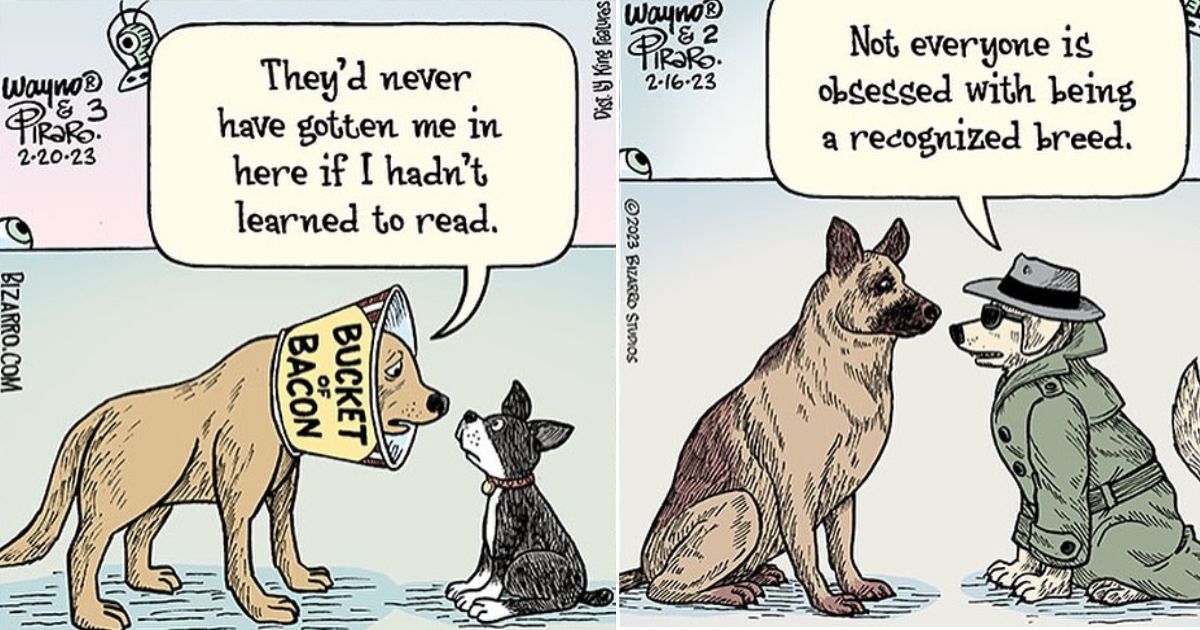 Wayno®
& 3
PIRARO.
2·20·23
They'd never
have gotten me in
here if I hadn't
learned to read.
Dist. by King Features
BIZARRO.COM
BUCKET
OF
BACON
Wayno®
& 2
PIRARO.
2·16·23
Not everyone is
obsessed with being
a recognized breed.
©2023 BIZARRO STUDIOS